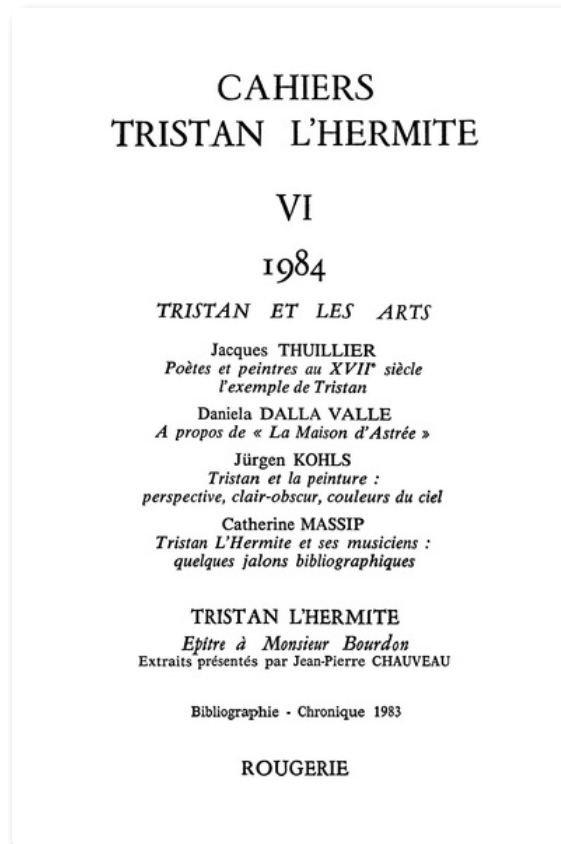 CAHIERS
TRISTAN L'HERMITE
VI
1984
TRISTAN ET LES ARTS
Jacques THUILLIER
Poètes et peintres au XVIIe siècle
l'exemple de Tristan
Daniela DALLA VALLE
A propos de « La Maison d'Astrée »
Jürgen KOHLS
Tristan et la peinture :
perspective, clair-obscur, couleurs du ciel
Catherine MASSIP
Tristan L'Hermite et ses musiciens :
quelques jalons bibliographiques
TRISTAN L'HERMITE
Epître à Monsieur Bourdon
Extraits présentés par Jean-Pierre CHAUVEAU
Bibliographie - Chronique 1983
ROUGERIE